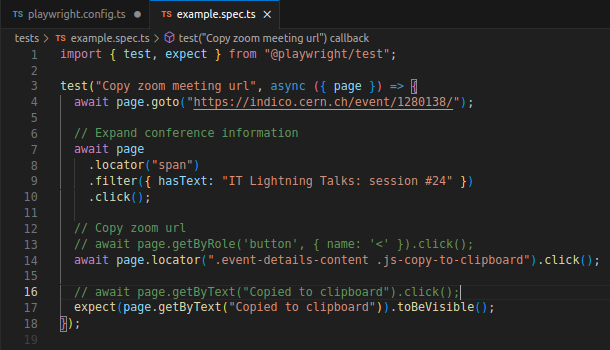 TS playwright.config.ts ● TS example.spec.ts ×
tests > TS example.spec.ts > test("Copy zoom meeting url") callback
1 import { test, expect } from "@playwright/test";
2
3 test("Copy zoom meeting url", async ({ page }) => {
4 await page.goto("https://indico.cern.ch/event/1280138/");
5
6 // Expand conference information
7 await page
8 .locator("span")
9 .filter({ hasText: "IT Lightning Talks: session #24" })
10 .click();
11
12 // Copy zoom url
13 // await page.getByRole('button', { name: '<' }).click();
14 await page.locator(".event-details-content .js-copy-to-clipboard").click();
15
16 // await page.getByText("Copied to clipboard").click();
17 expect(page.getByText("Copied to clipboard")).toBeVisible();
18 });
19